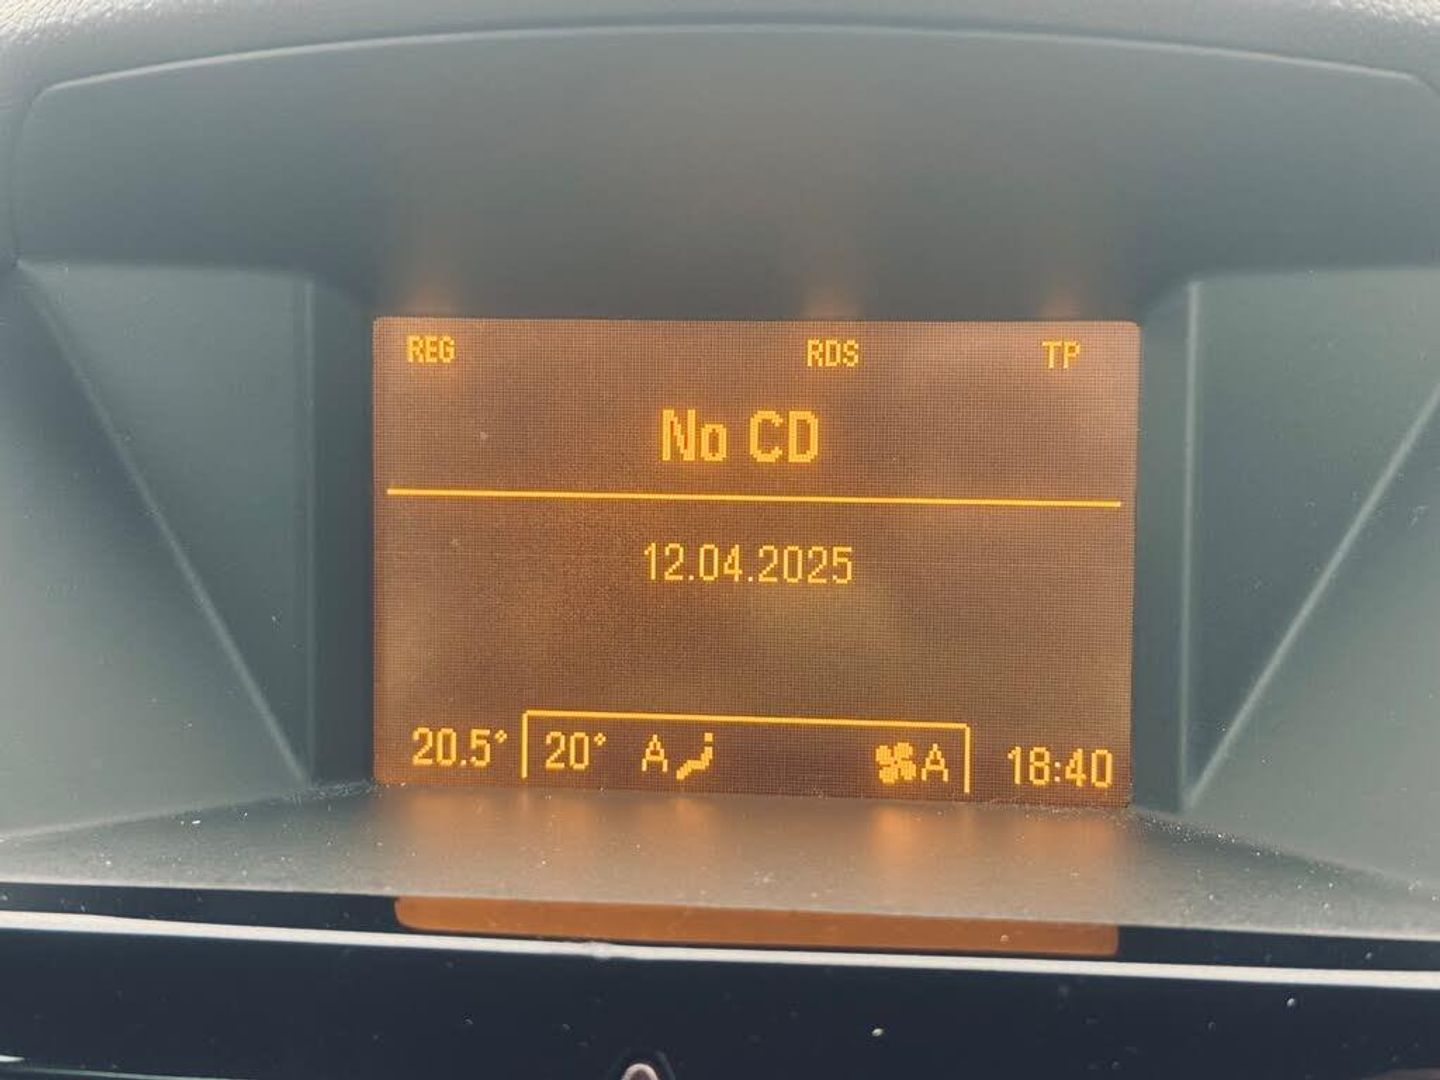 REG RDS TP
No CD
12.04.2025
20.5° 20° A A 18:40